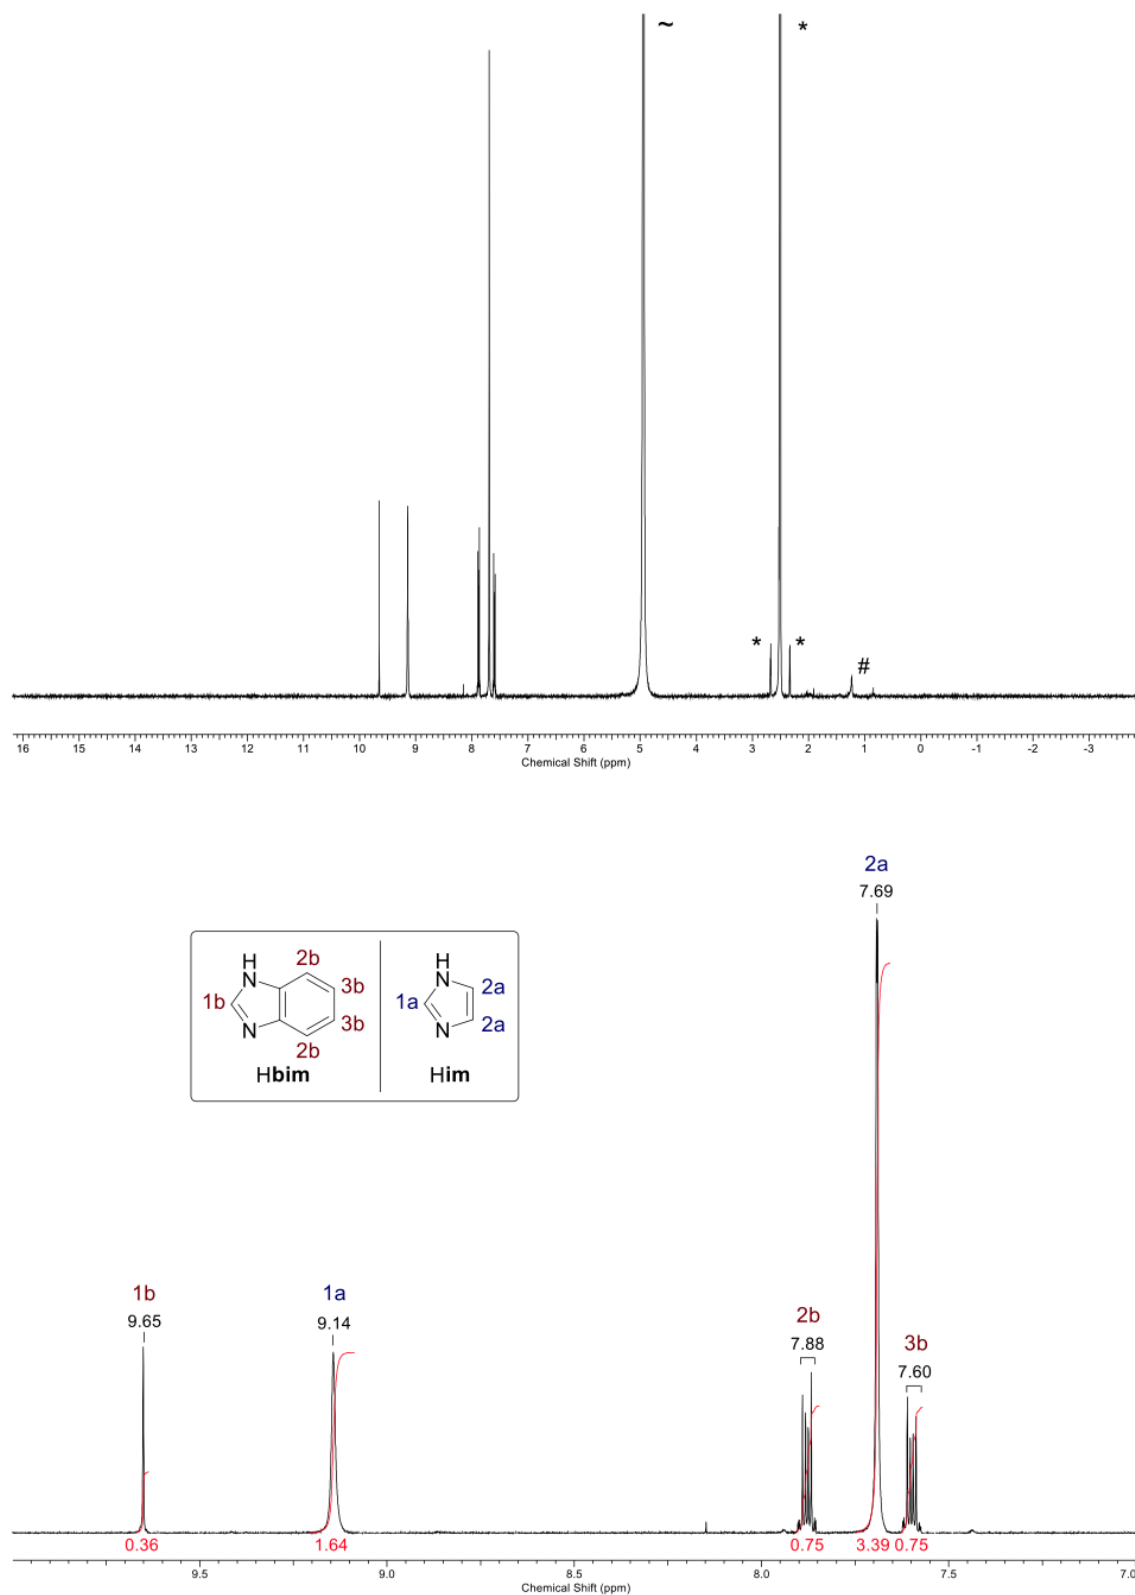 ~ *
* *
#
16 15 14 13 12 11 10 9 8 7 6 5 4 3 2 1 0 -1 -2 -3
Chemical Shift (ppm)
2a
7.69
H
N
2b
3b
1b
3b
N
2b
Hbim
H
N
2a
1a
2a
N
Him
1b
9.65
1a
9.14
2b
7.88
3b
7.60
0.36 1.64 0.75 3.39 0.75
9.5 9.0 8.5 8.0 7.5 7.0
Chemical Shift (ppm)